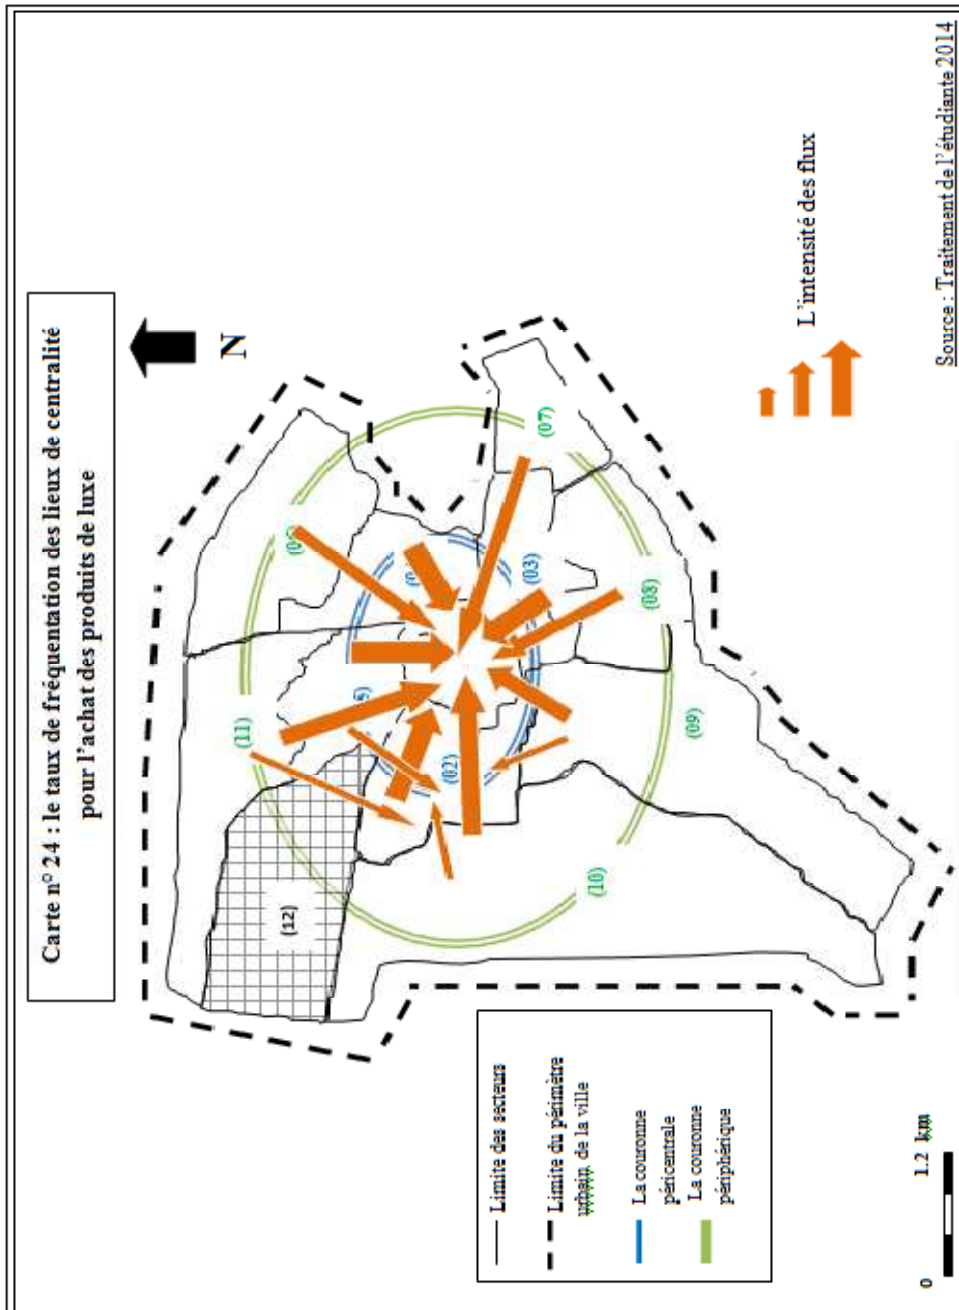 Carte n° 24 : le taux de fréquentation des lieux de centralité
pour l'achat des produits de luxe
N
(11)
(07)
(03)
(02)
(08)
(09)
(10)
(12)
Limite des secteurs
Limite du périmètre
urbain de la ville
La couronne
péricentrale
La couronne
périphérique
L'intensité des flux
0 1.2 km
Source : Traitement de l'étudiante 2014